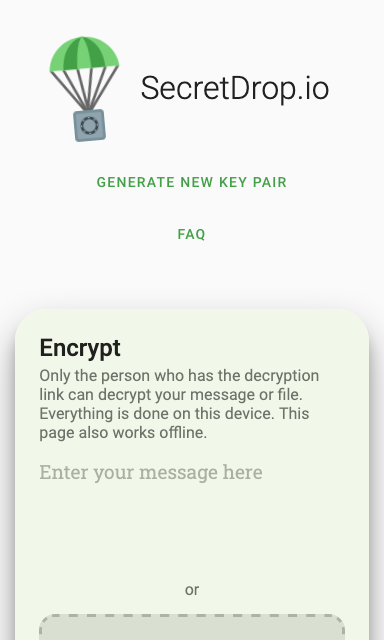 SecretDrop.io
GENERATE NEW KEY PAIR
FAQ
Encrypt
Only the person who has the decryption
link can decrypt your message or file.
Everything is done on this device. This
page also works offline.
Enter your message here
or